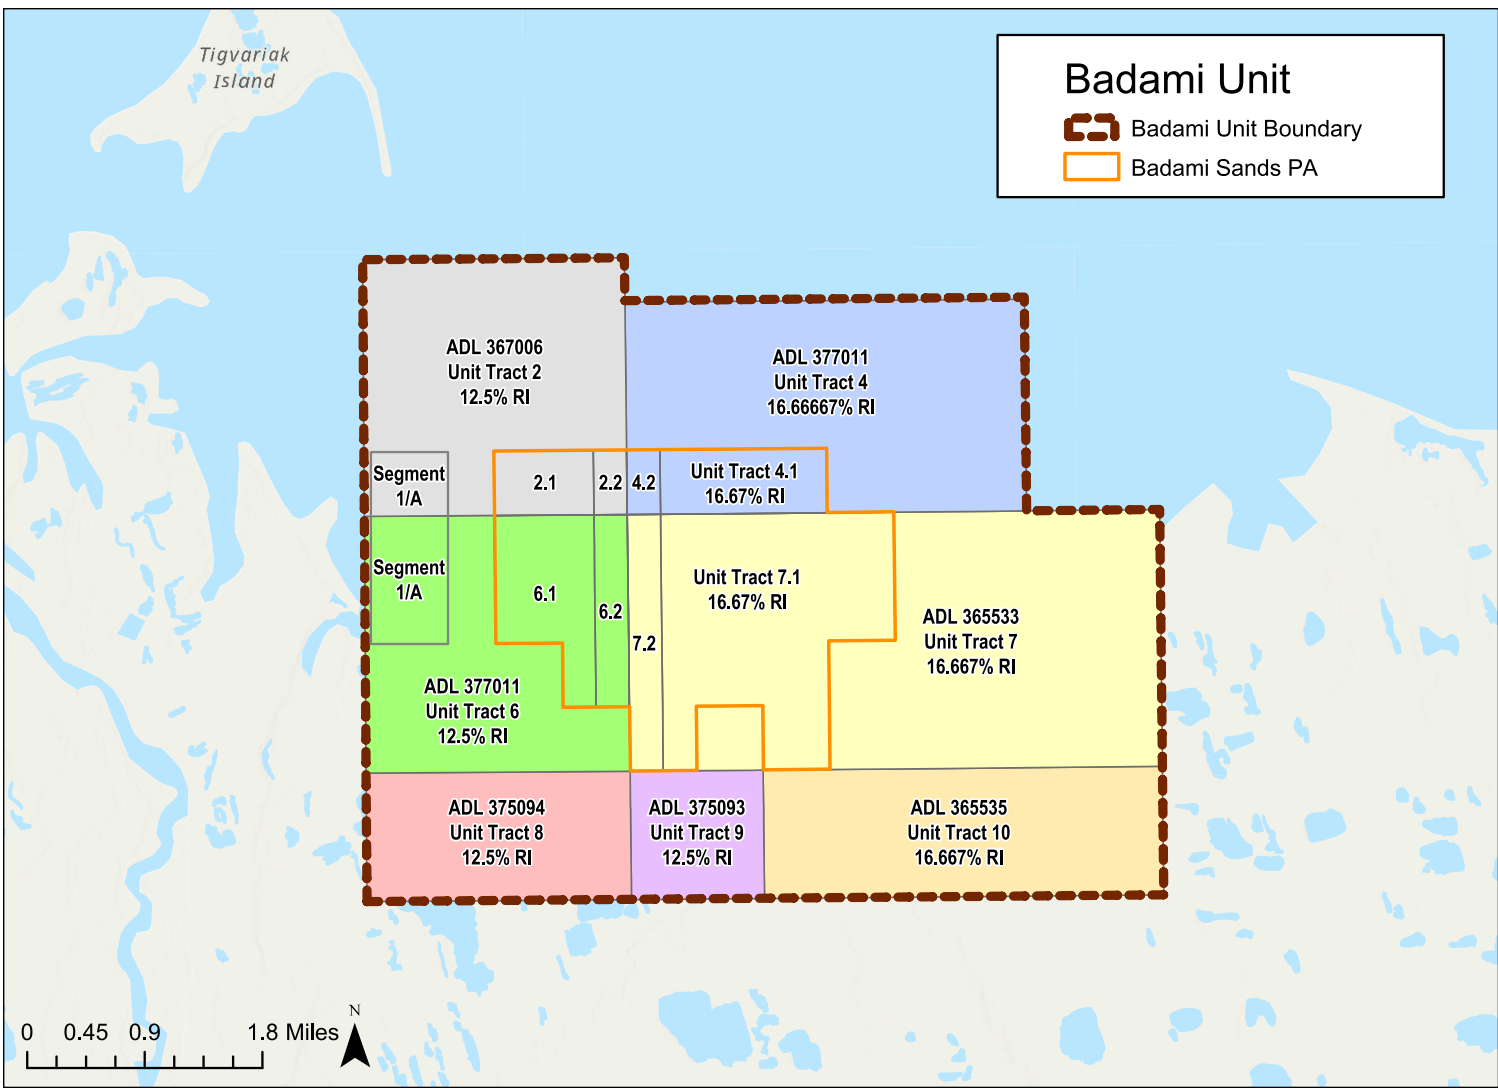 Tigvariak
Island
Badami Unit
Badami Unit Boundary
Badami Sands PA
ADL 367006
Unit Tract 2
12.5% RI
ADL 377011
Unit Tract 4
16.66667% RI
Segment
1/A
2.1
2.2
4.2
Unit Tract 4.1
16.67% RI
Segment
1/A
6.1
6.2
7.2
Unit Tract 7.1
16.67% RI
ADL 365533
Unit Tract 7
16.667% RI
ADL 377011
Unit Tract 6
12.5% RI
ADL 375094
Unit Tract 8
12.5% RI
ADL 375093
Unit Tract 9
12.5% RI
ADL 365535
Unit Tract 10
16.667% RI
0 0.45 0.9 1.8 Miles
N